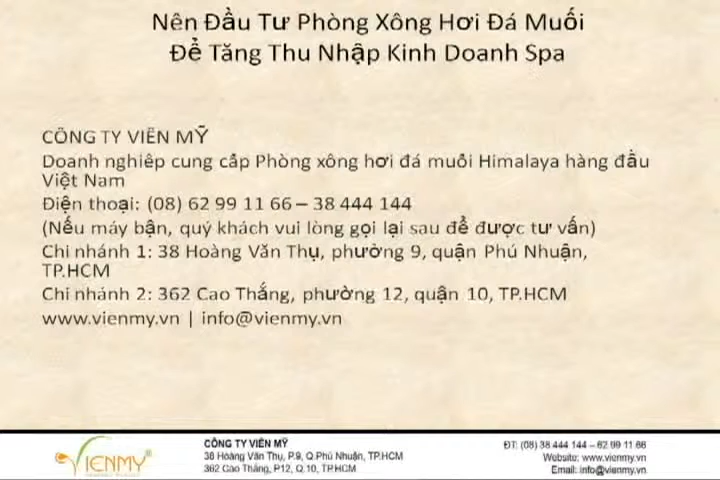 Nên Đầu Tư Phòng Xông Hơi Đá Muối
Để Tăng Thu Nhập Kinh Doanh Spa
CÔNG TY VIÊN MỸ
Doanh nghiêp cung cấp Phòng xông hơi đá muối Himalaya hàng đầu
Việt Nam
Điện thoại: (08) 62 99 11 66 – 38 444 144
(Nếu máy bận, quý khách vui lòng gọi lại sau để được tư vấn)
Chi nhánh 1: 38 Hoàng Văn Thụ, phường 9, quận Phú Nhuận,
TP.HCM
Chi nhánh 2: 362 Cao Thắng, phường 12, quận 10, TP.HCM
www.vienmy.vn | info@vienmy.vn
VIENMY®
CÔNG TY VIÊN MỸ
38 Hoàng Văn Thụ, P.9, Q.Phú Nhuận, TP.HCM
362 Cao Thắng, P12, Q.10, TP.HCM
ĐT: (08) 38 444 144 – 62 99 11 66
Website: www.vienmy.vn
Email: info@vienmy.vn